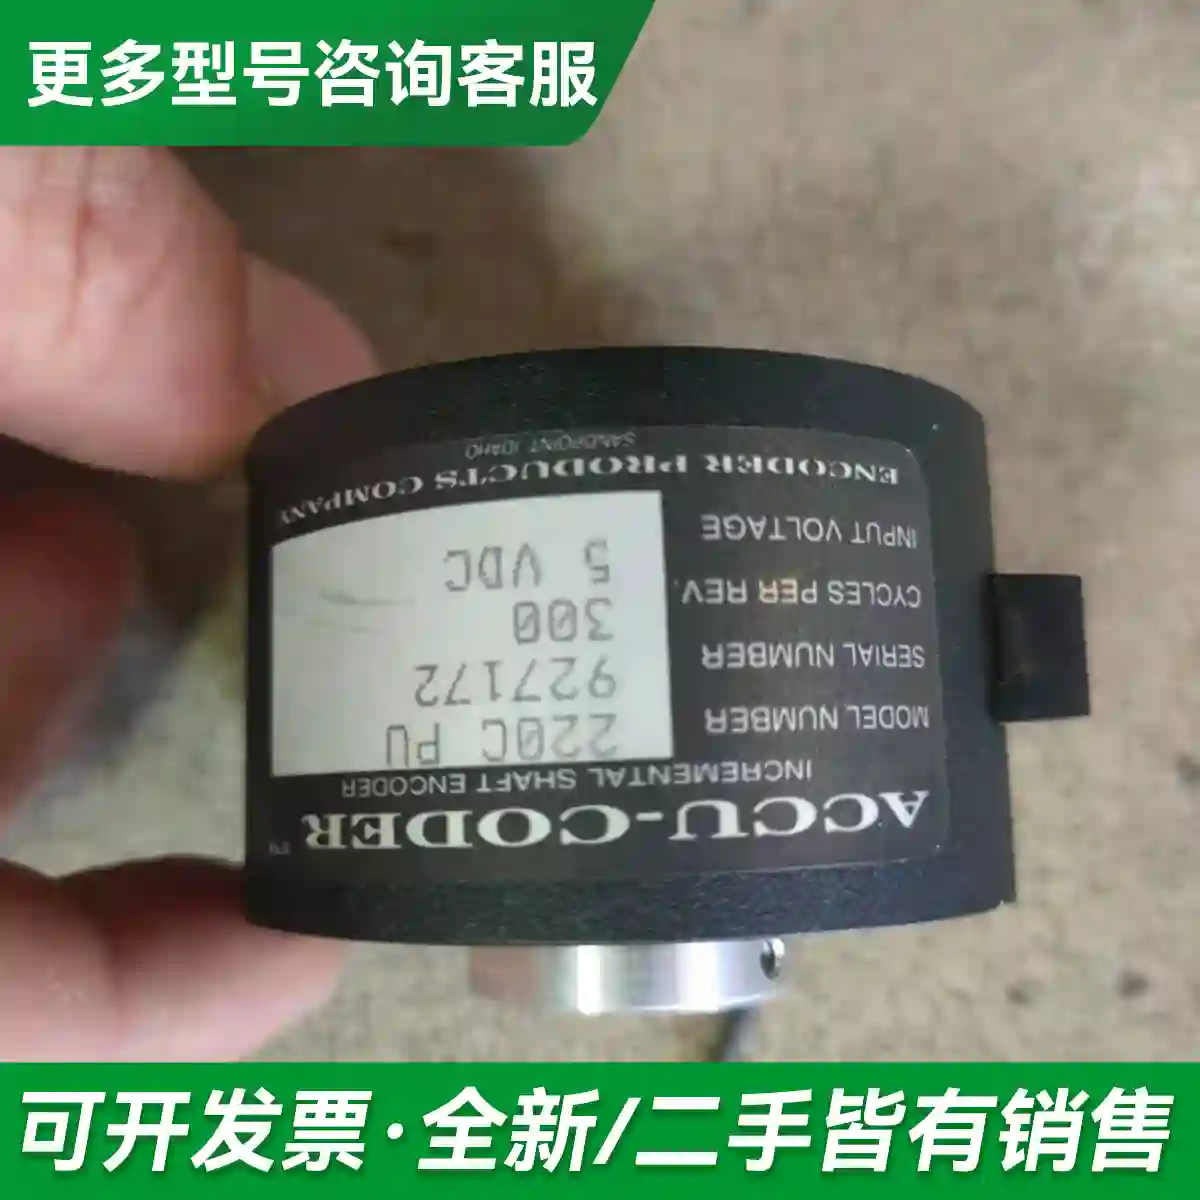 更多型号咨询客服
ACCU-CODER™
INCREMENTAL SHAFT ENCODER
MODEL NUMBER 220C PU
SERIAL NUMBER 927172
CYCLES PER REV. 300
INPUT VOLTAGE 5 VDC
ENCODER PRODUCTS COMPANY
SANDPOINT IDAHO
可开发票·全新/二手皆有销售